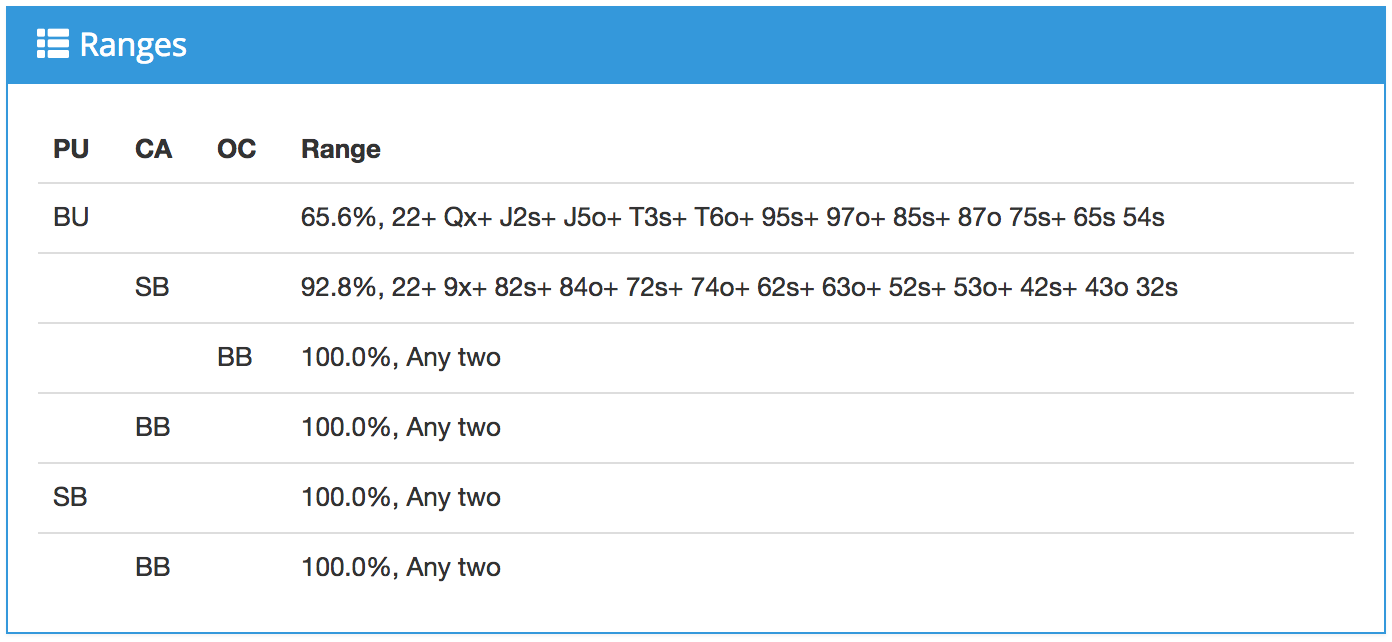 Ranges
PU CA OC Range
BU 65.6%, 22+ Qx+ J2s+ J5o+ T3s+ T6o+ 95s+ 97o+ 85s+ 87o 75s+ 65s 54s
SB 92.8%, 22+ 9x+ 82s+ 84o+ 72s+ 74o+ 62s+ 63o+ 52s+ 53o+ 42s+ 43o 32s
BB 100.0%, Any two
BB 100.0%, Any two
SB 100.0%, Any two
BB 100.0%, Any two